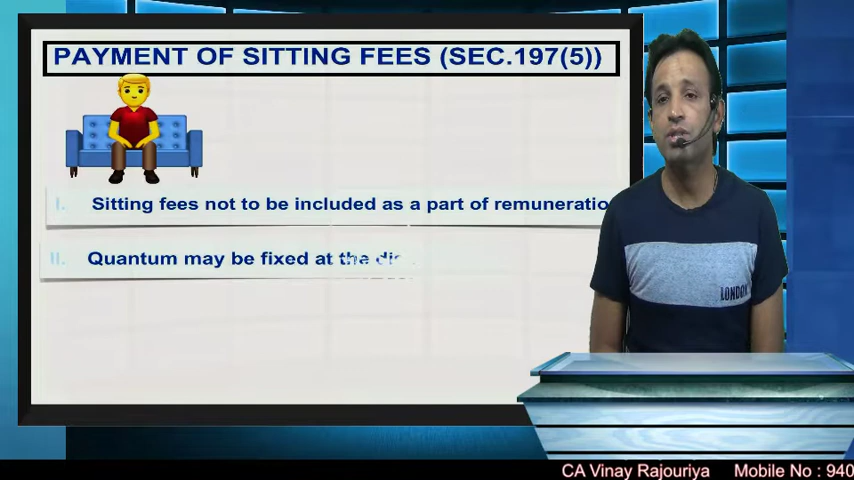 PAYMENT OF SITTING FEES (SEC.197(5))
I. Sitting fees not to be included as a part of
II. Quantum may be fixed at the
LONDON
CA Vinay Rajouriya Mobile No : 940